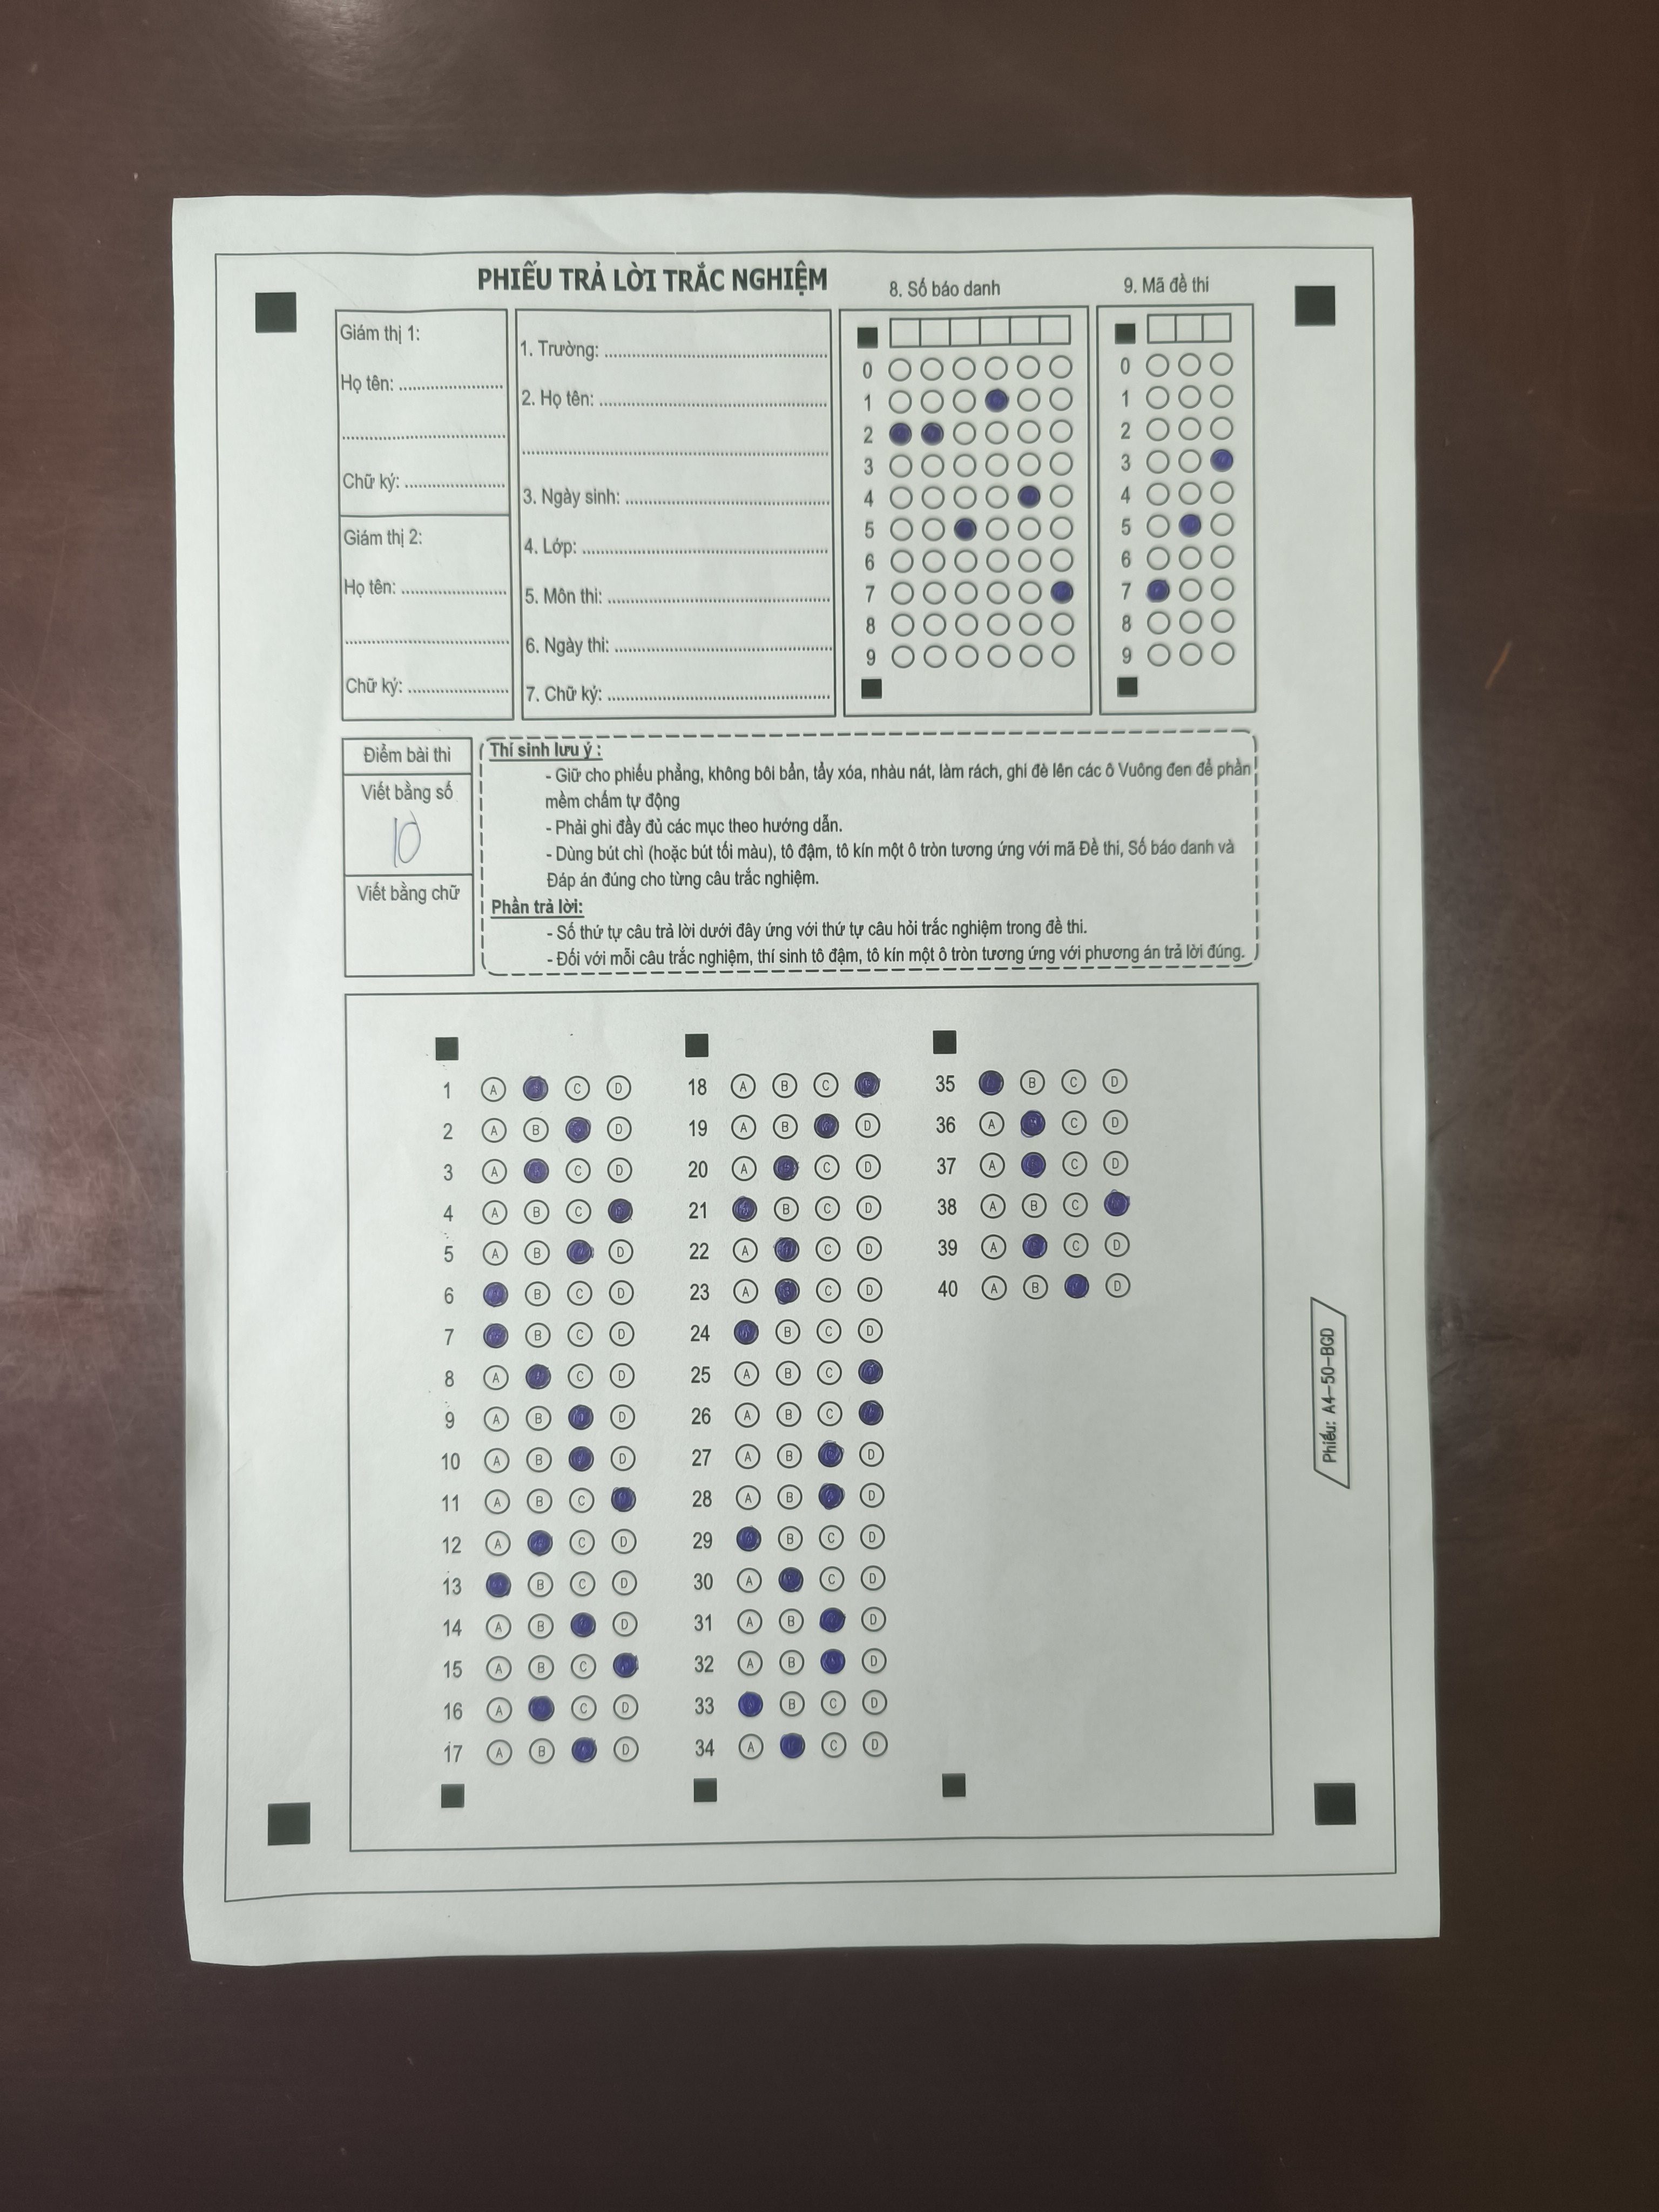 PHIẾU TRẢ LỜI TRẮC NGHIỆM
8. Số báo danh
9. Mã đề thi
Giám thị 1:
Họ tên: ......................
..................................
Chữ ký: .....................
Giám thị 2:
Họ tên: ......................
..................................
Chữ ký: .....................
1. Trường: ..............................................
2. Họ tên: ...............................................
................................................................
3. Ngày sinh: ..........................................
4. Lớp: ..................................................
5. Môn thi: .............................................
6. Ngày thi: ............................................
7. Chữ ký: .............................................
0
1
2
3
4
5
6
7
8
9
0
1
2
3
4
5
6
7
8
9
Điểm bài thi
Viết bằng số
10
Viết bằng chữ
Thí sinh lưu ý :
- Giữ cho phiếu phẳng, không bôi bẩn, tẩy xóa, nhàu nát, làm rách, ghi đè lên các ô Vuông đen để phần
mềm chấm tự động
- Phải ghi đầy đủ các mục theo hướng dẫn.
- Dùng bút chì (hoặc bút tối màu), tô đậm, tô kín một ô tròn tương ứng với mã Đề thi, Số báo danh và
Đáp án đúng cho từng câu trắc nghiệm.
Phần trả lời:
- Số thứ tự câu trả lời dưới đây ứng với thứ tự câu hỏi trắc nghiệm trong đề thi.
- Đối với mỗi câu trắc nghiệm, thí sinh tô đậm, tô kín một ô tròn tương ứng với phương án trả lời đúng.
1 A C D
2 A B D
3 A C D
4 A B C
5 A B D
6 B C D
7 B C D
8 A C D
9 A B D
10 A B D
11 A B C
12 A C D
13 B C D
14 A B D
15 A B C
16 A C D
17 A B D
18 A B C
19 A B D
20 A C D
21 B C D
22 A C D
23 A C D
24 B C D
25 A B C
26 A B C
27 A B D
28 A B D
29 B C D
30 A C D
31 A B D
32 A B D
33 B C D
34 A C D
35 B C D
36 A C D
37 A C D
38 A B C
39 A C D
40 A B D
Phiếu: A4-50-BGD